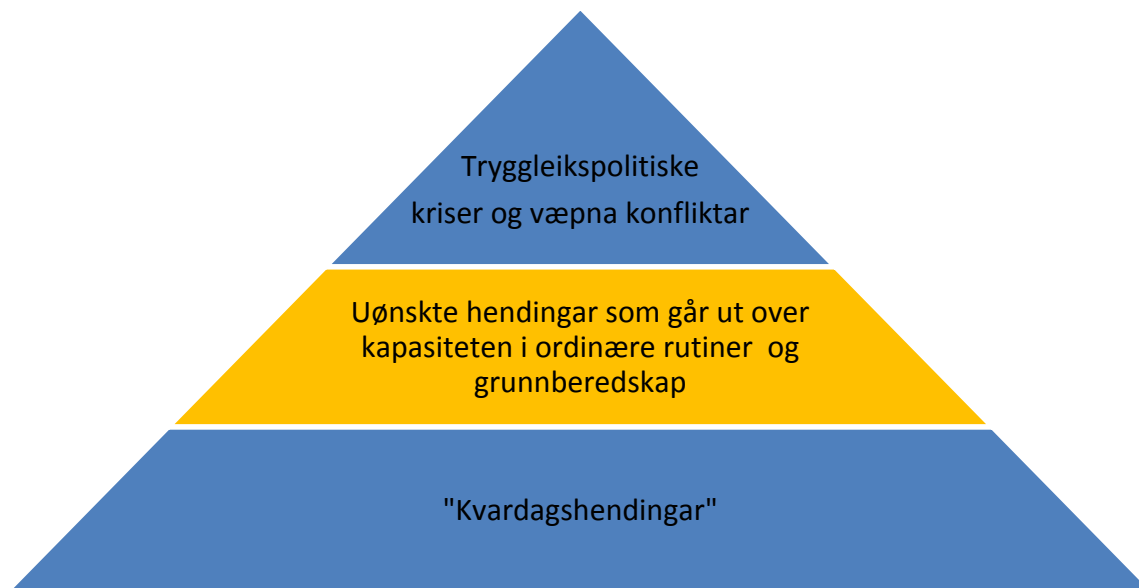 Tryggleikspolitiske
kriser og væpna konfliktar
Uønskte hendingar som går ut over
kapasiteten i ordinære rutiner  og
grunnberedskap
"Kvardagshendingar"